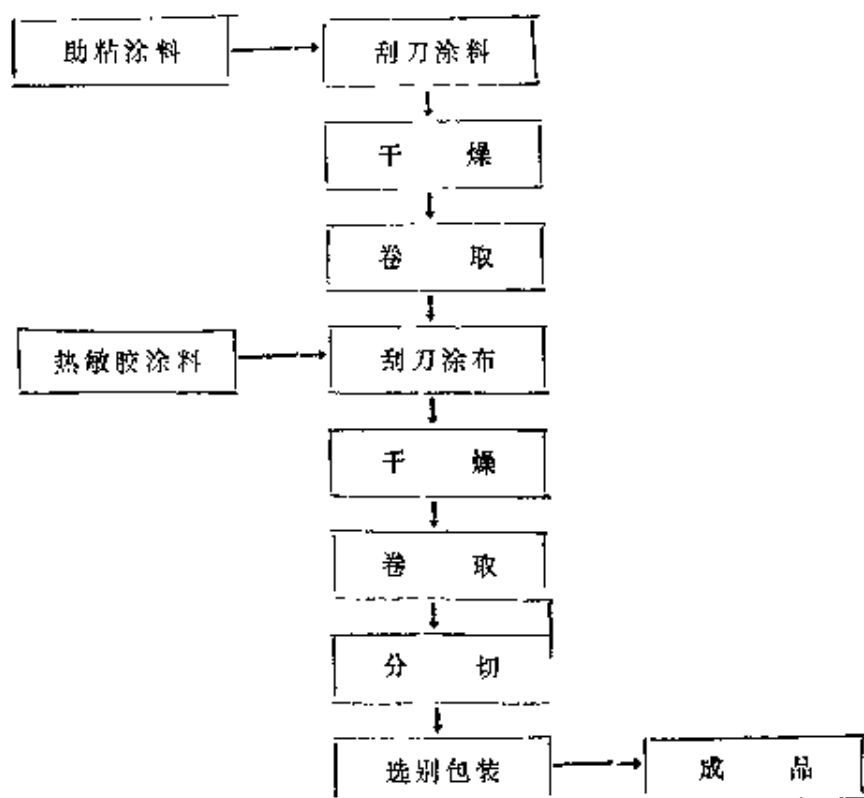 助粘涂料 刮刀涂料
干 燥
卷 取
热敏胶涂料 刮刀涂布
干 燥
卷 取
分 切
选别包装 成 品